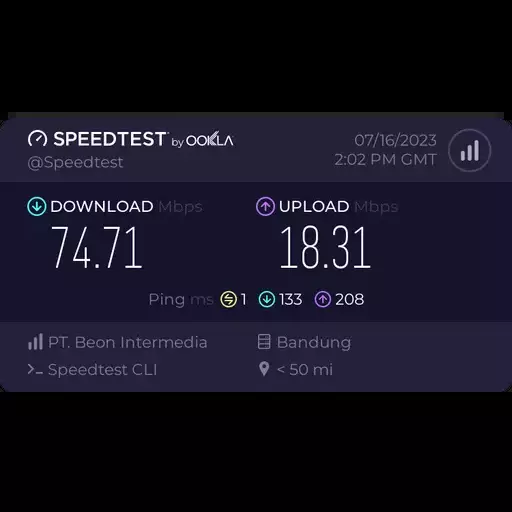 SPEEDTEST by OOKLA
@Speedtest
07/16/2023
2:02 PM GMT
DOWNLOAD Mbps
74.71
UPLOAD Mbps
18.31
Ping ms 1 133 208
PT. Beon Intermedia
Bandung
Speedtest CLI
< 50 mi